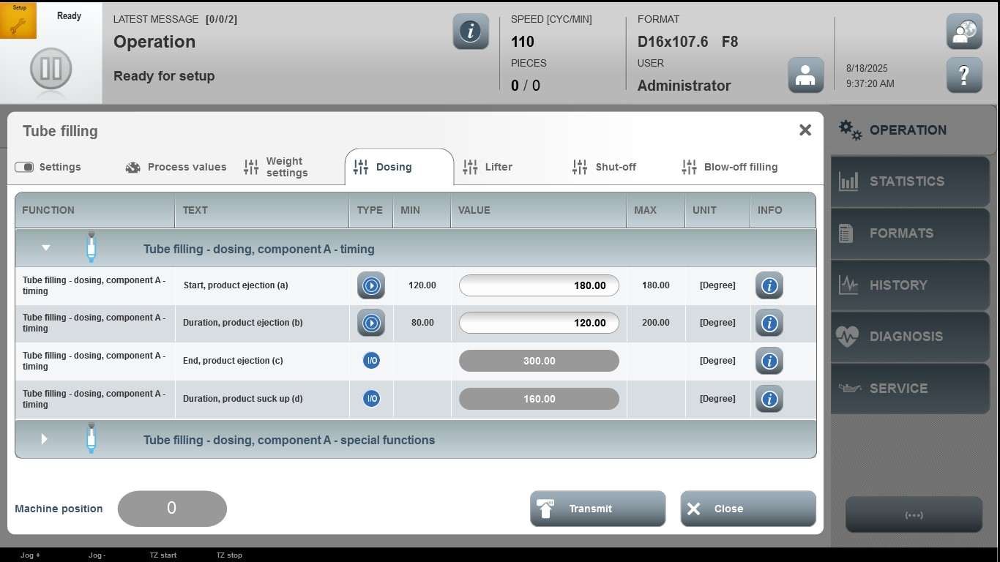 Setup
Ready
LATEST MESSAGE [0/0/2]
Operation
Ready for setup
i
SPEED [CYC/MIN]
110
PIECES
0 / 0
FORMAT
D16x107.6 F8
USER
Administrator
8/18/2025
9:37:20 AM
?
Tube filling
Settings
Process values
Weight
settings
Dosing
Lifter
Shut-off
Blow-off filling
FUNCTION TEXT TYPE MIN VALUE MAX UNIT INFO
Tube filling - dosing, component A - timing
Tube filling - dosing, component A -
timing
Start, product ejection (a) 120.00 180.00 180.00 [Degree] i
Tube filling - dosing, component A -
timing
Duration, product ejection (b) 80.00 120.00 200.00 [Degree] i
Tube filling - dosing, component A -
timing
End, product ejection (c) I/O 300.00 [Degree] i
Tube filling - dosing, component A -
timing
Duration, product suck up (d) I/O 160.00 [Degree] i
Tube filling - dosing, component A - special functions
Machine position 0
Transmit
Close
OPERATION
STATISTICS
FORMATS
HISTORY
DIAGNOSIS
SERVICE
(...)
Jog + Jog - TZ start TZ stop